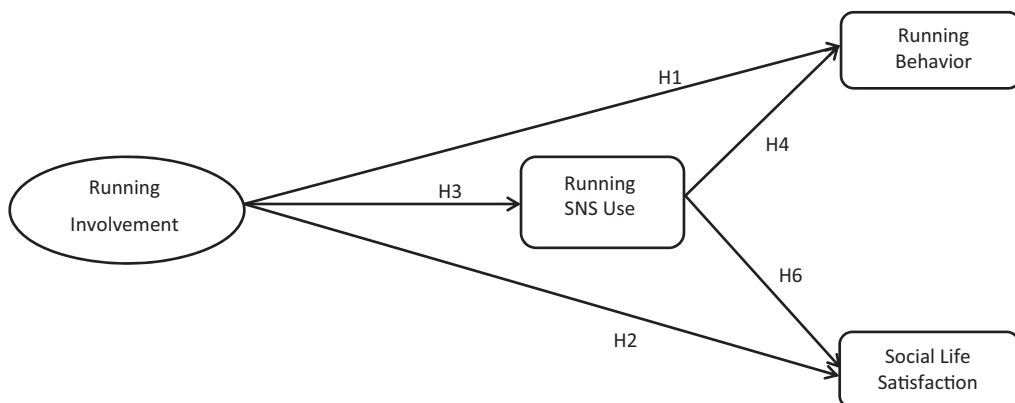 Running
Behavior
H1
H4
Running
Involvement
H3
Running
SNS Use
H6
H2
Social Life
Satisfaction